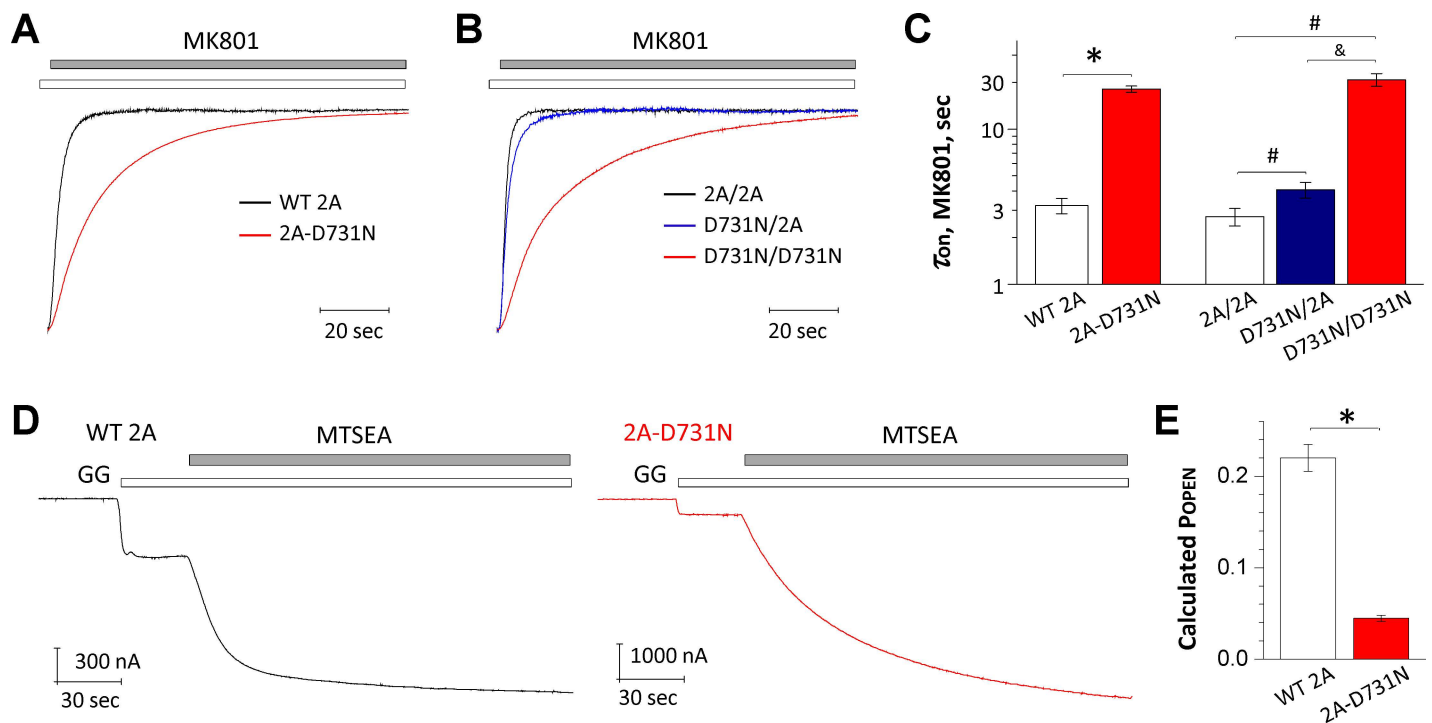 A
MK801
WT 2A
2A-D731N
20 sec
B
MK801
2A/2A
D731N/2A
D731N/D731N
20 sec
C
τon, MK801, sec
30
10
3
1
*
#
#
&
WT 2A
2A-D731N
2A/2A
D731N/2A
D731N/D731N
D
WT 2A
MTSEA
GG
300 nA
30 sec
2A-D731N
MTSEA
GG
1000 nA
30 sec
E
Calculated POPEN
0.2
0.1
0.0
*
WT 2A
2A-D731N